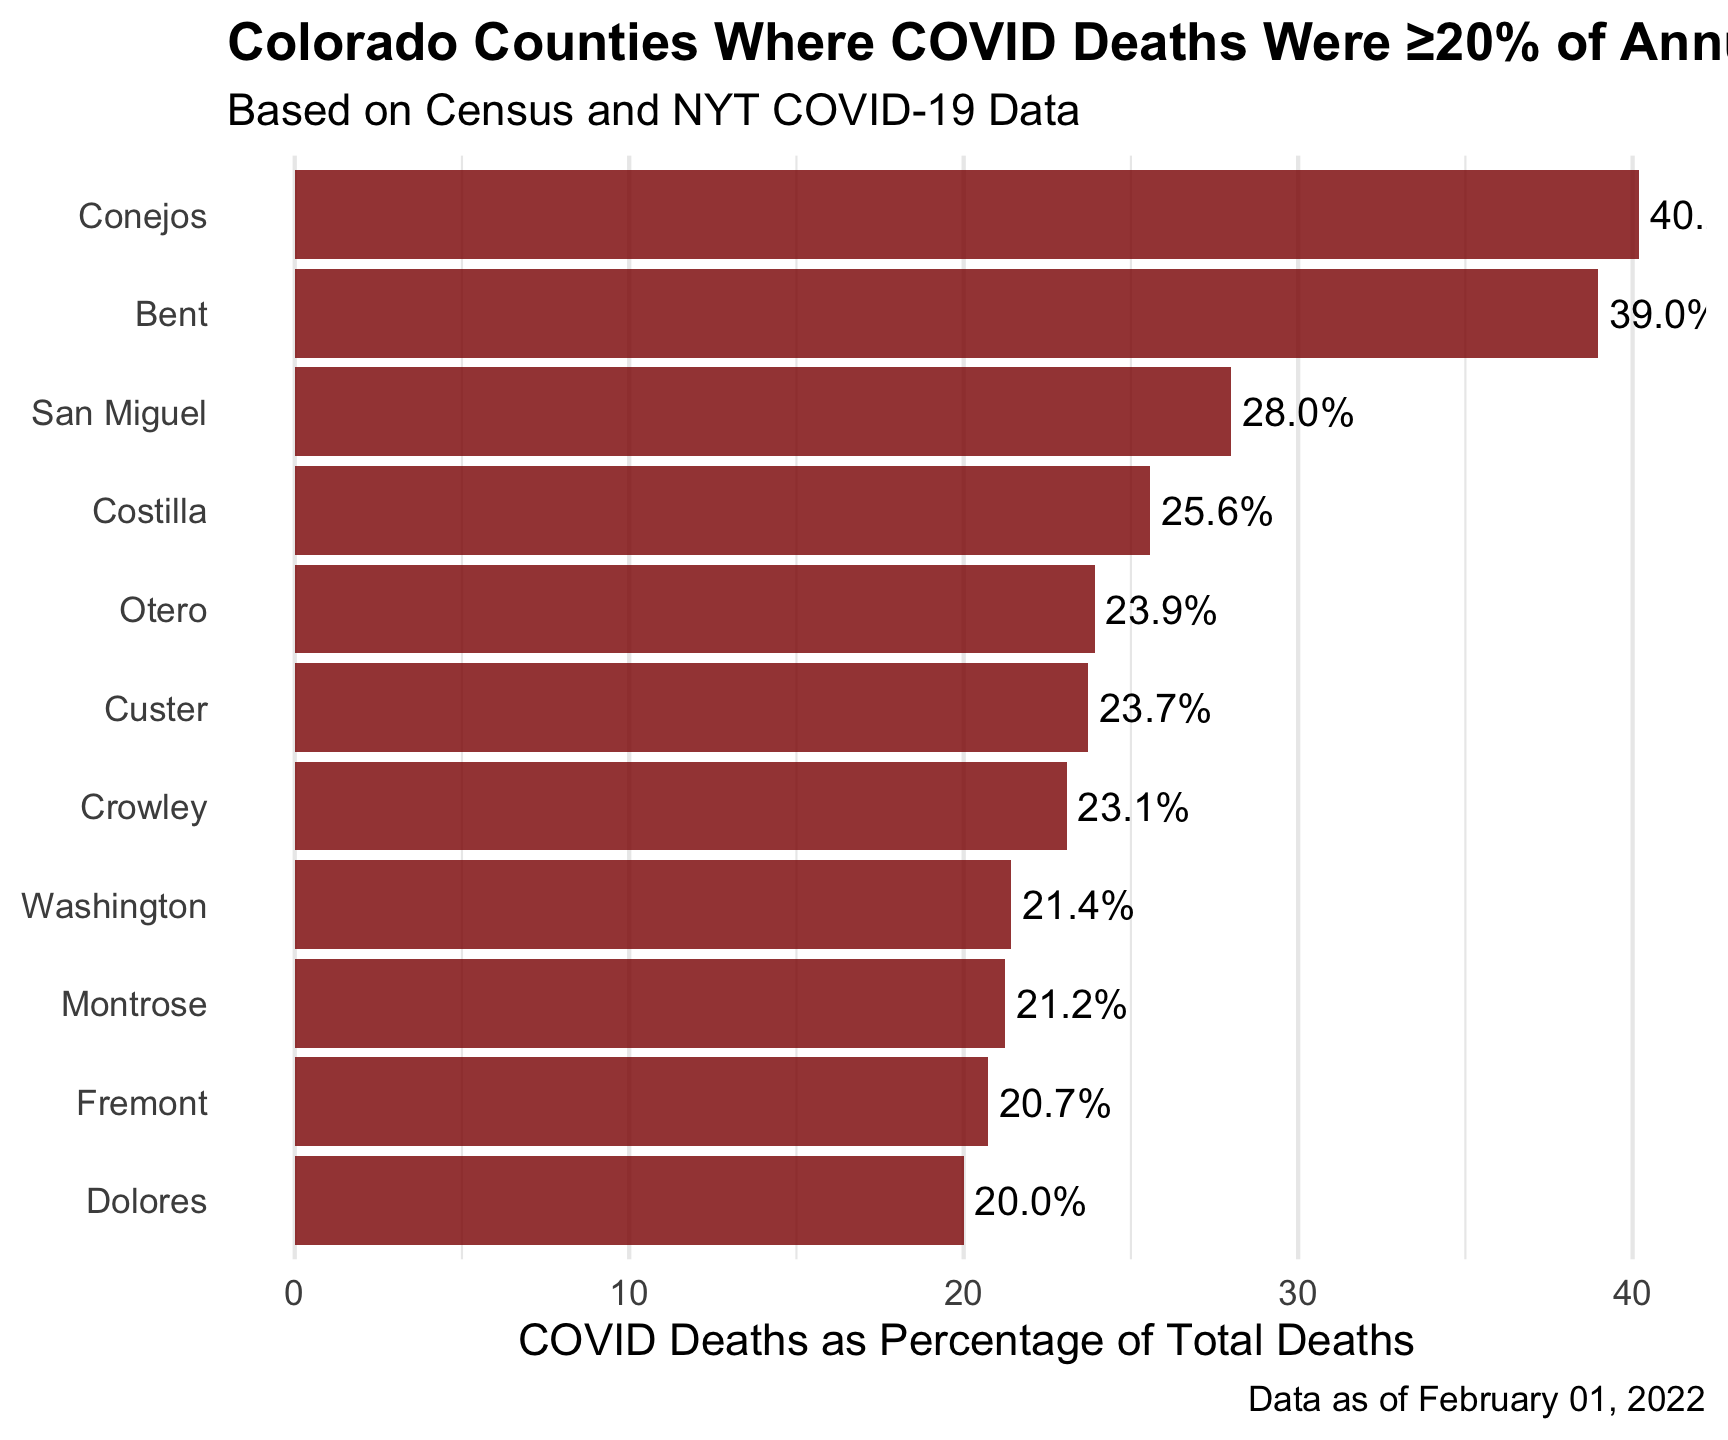 Colorado Counties Where COVID Deaths Were ≥20% of
Based on Census and NYT COVID-19 Data
Conejos 40.
Bent 39.0%
San Miguel 28.0%
Costilla 25.6%
Otero 23.9%
Custer 23.7%
Crowley 23.1%
Washington 21.4%
Montrose 21.2%
Fremont 20.7%
Dolores 20.0%
0 10 20 30 40
COVID Deaths as Percentage of Total Deaths
Data as of February 01, 2022